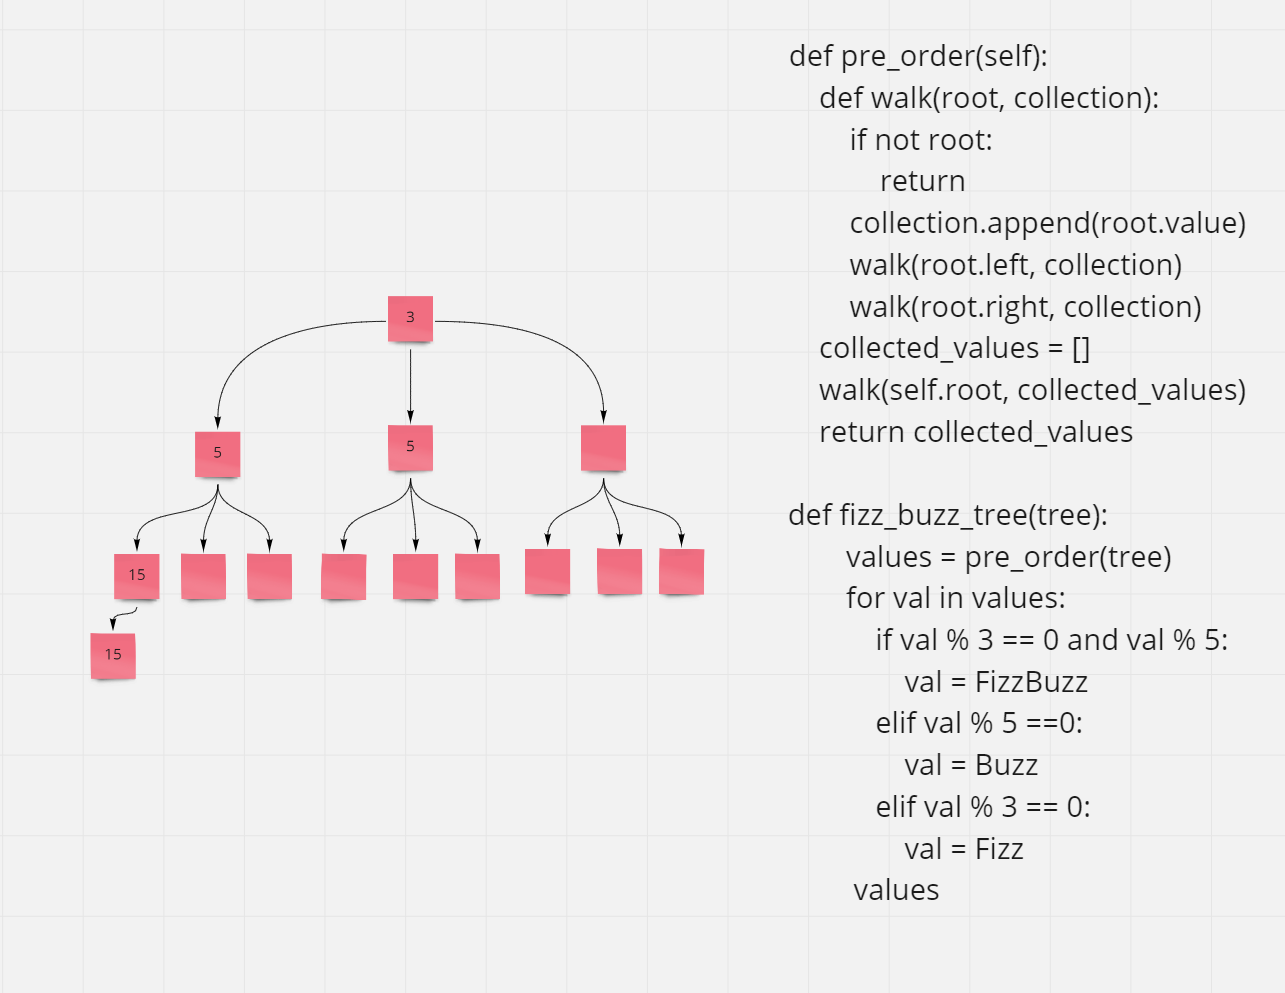 3
5
5
15
15
def pre_order(self):
def walk(root, collection):
if not root:
return
collection.append(root.value)
walk(root.left, collection)
walk(root.right, collection)
collected_values = []
walk(self.root, collected_values)
return collected_values
def fizz_buzz_tree(tree):
values = pre_order(tree)
for val in values:
if val % 3 == 0 and val % 5:
val = FizzBuzz
elif val % 5 ==0:
val = Buzz
elif val % 3 == 0:
val = Fizz
values